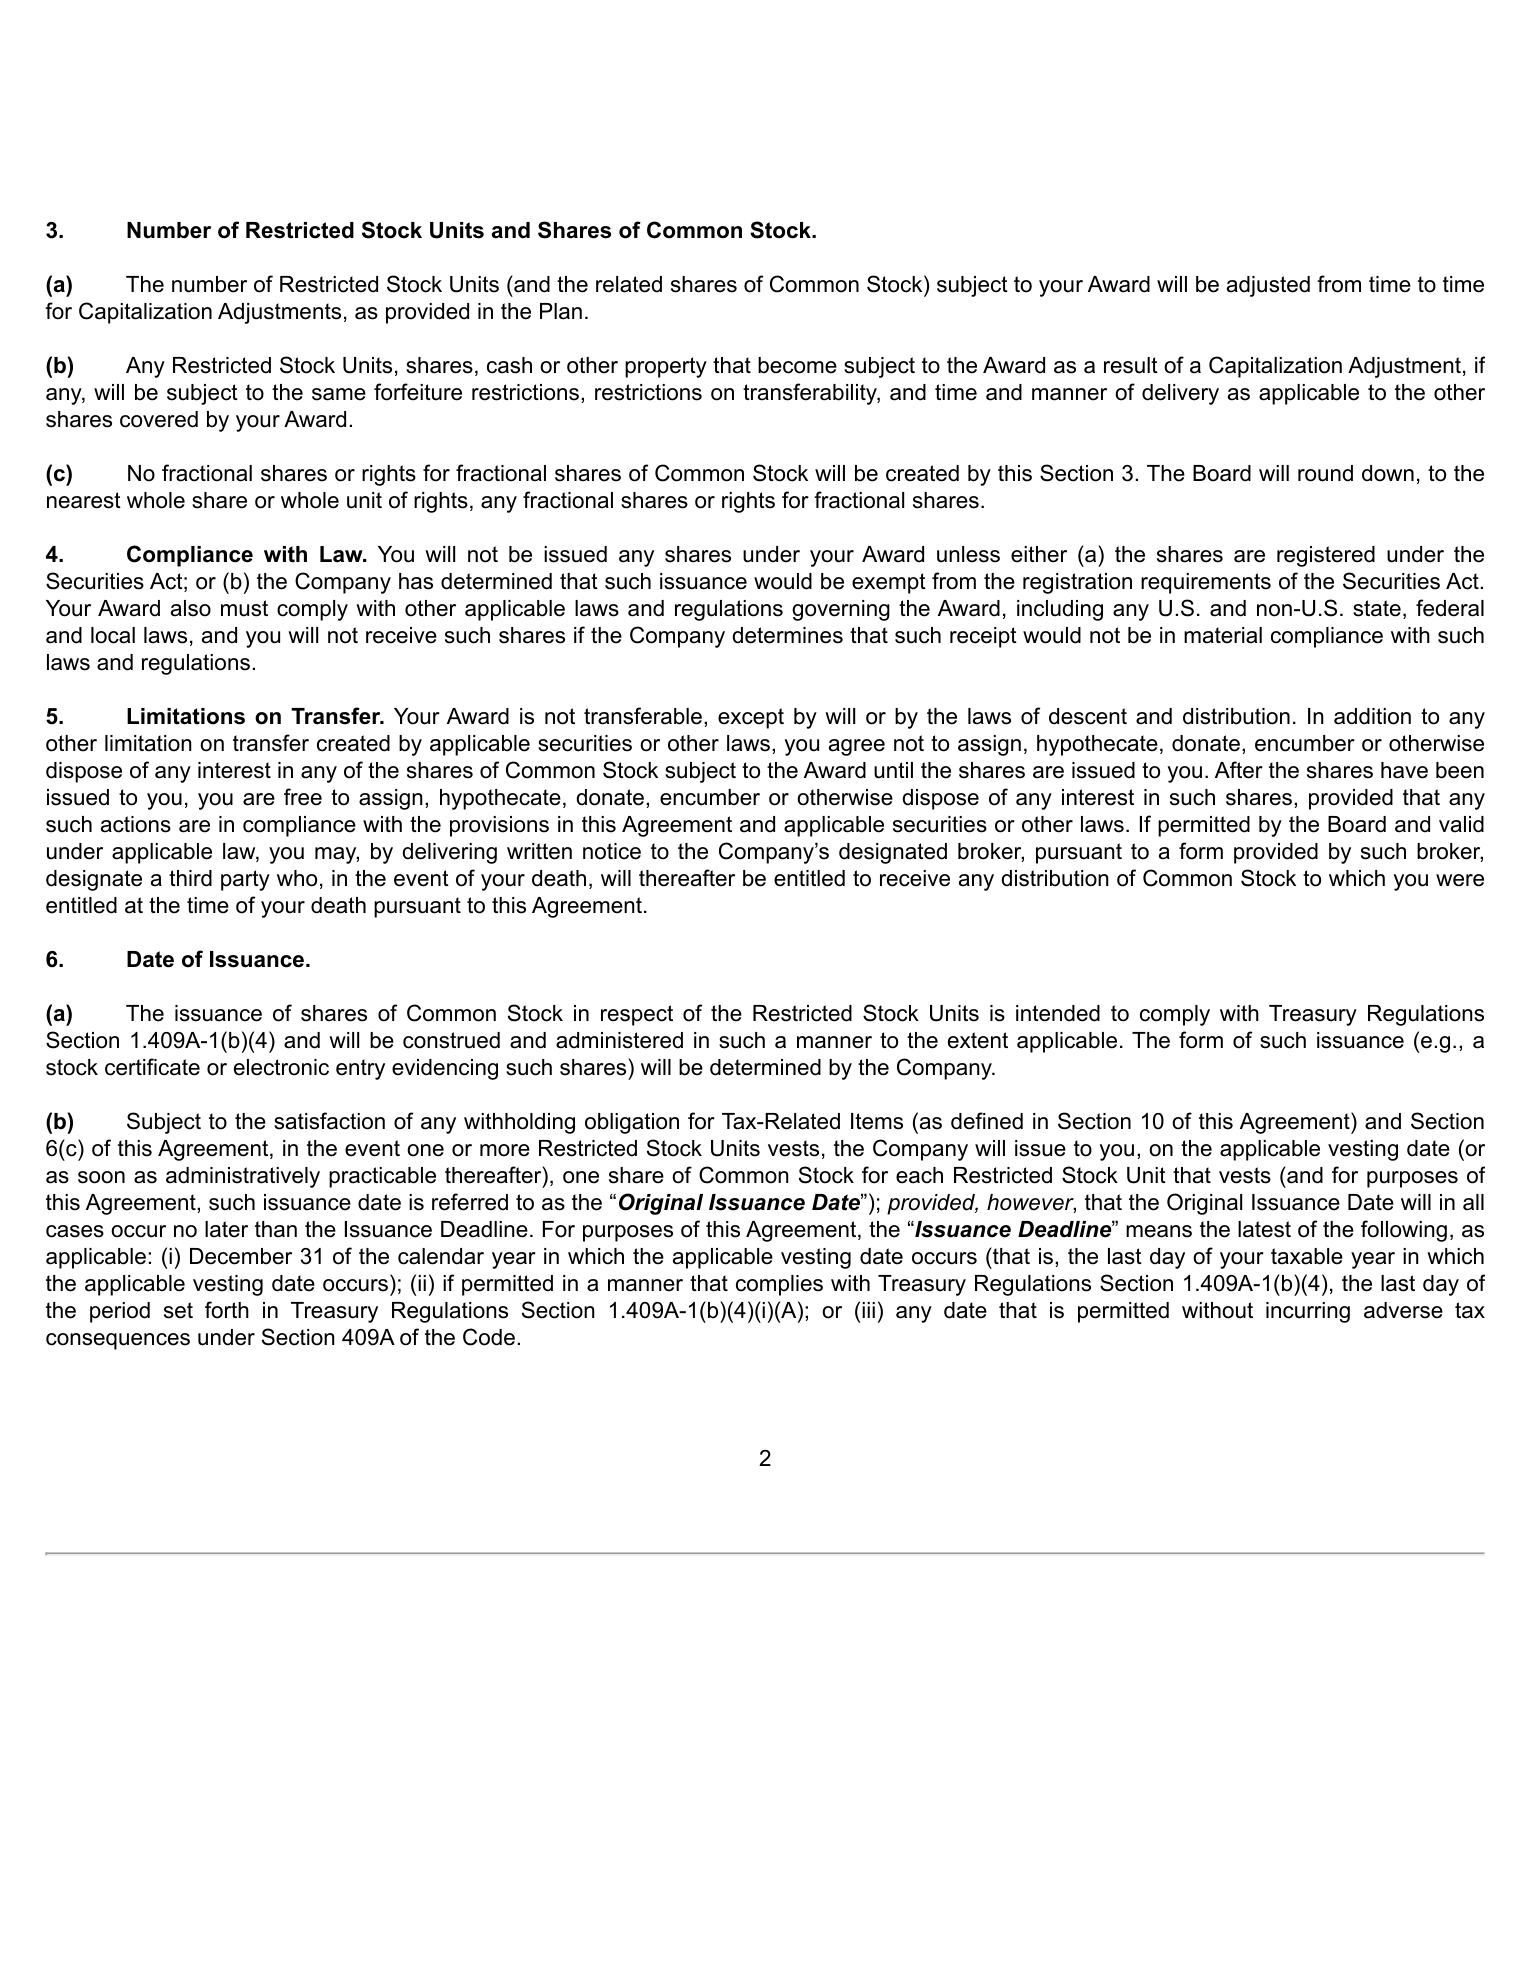 3. Number of Restricted Stock Units and Shares of Common Stock.
(a) The number of Restricted Stock Units (and the related shares of Common Stock) subject to your Award will be adjusted from time to time
for Capitalization Adjustments, as provided in the Plan.
(b) Any Restricted Stock Units, shares, cash or other property that become subject to the Award as a result of a Capitalization Adjustment, if
any, will be subject to the same forfeiture restrictions, restrictions on transferability, and time and manner of delivery as applicable to the other
shares covered by your Award.
(c) No fractional shares or rights for fractional shares of Common Stock will be created by this Section 3. The Board will round down, to the
nearest whole share or whole unit of rights, any fractional shares or rights for fractional shares.
4. Compliance with Law. You will not be issued any shares under your Award unless either (a) the shares are registered under the
Securities Act; or (b) the Company has determined that such issuance would be exempt from the registration requirements of the Securities Act.
Your Award also must comply with other applicable laws and regulations governing the Award, including any U.S. and non-U.S. state, federal
and local laws, and you will not receive such shares if the Company determines that such receipt would not be in material compliance with such
laws and regulations.
5. Limitations on Transfer. Your Award is not transferable, except by will or by the laws of descent and distribution. In addition to any
other limitation on transfer created by applicable securities or other laws, you agree not to assign, hypothecate, donate, encumber or otherwise
dispose of any interest in any of the shares of Common Stock subject to the Award until the shares are issued to you. After the shares have been
issued to you, you are free to assign, hypothecate, donate, encumber or otherwise dispose of any interest in such shares, provided that any
such actions are in compliance with the provisions in this Agreement and applicable securities or other laws. If permitted by the Board and valid
under applicable law, you may, by delivering written notice to the Company’s designated broker, pursuant to a form provided by such broker,
designate a third party who, in the event of your death, will thereafter be entitled to receive any distribution of Common Stock to which you were
entitled at the time of your death pursuant to this Agreement.
6. Date of Issuance.
(a) The issuance of shares of Common Stock in respect of the Restricted Stock Units is intended to comply with Treasury Regulations
Section 1.409A-1(b)(4) and will be construed and administered in such a manner to the extent applicable. The form of such issuance (e.g., a
stock certificate or electronic entry evidencing such shares) will be determined by the Company.
(b) Subject to the satisfaction of any withholding obligation for Tax-Related Items (as defined in Section 10 of this Agreement) and Section
6(c) of this Agreement, in the event one or more Restricted Stock Units vests, the Company will issue to you, on the applicable vesting date (or
as soon as administratively practicable thereafter), one share of Common Stock for each Restricted Stock Unit that vests (and for purposes of
this Agreement, such issuance date is referred to as the “Original Issuance Date”); provided, however, that the Original Issuance Date will in all
cases occur no later than the Issuance Deadline. For purposes of this Agreement, the “Issuance Deadline” means the latest of the following, as
applicable: (i) December 31 of the calendar year in which the applicable vesting date occurs (that is, the last day of your taxable year in which
the applicable vesting date occurs); (ii) if permitted in a manner that complies with Treasury Regulations Section 1.409A-1(b)(4), the last day of
the period set forth in Treasury Regulations Section 1.409A-1(b)(4)(i)(A); or (iii) any date that is permitted without incurring adverse tax
consequences under Section 409A of the Code.
2